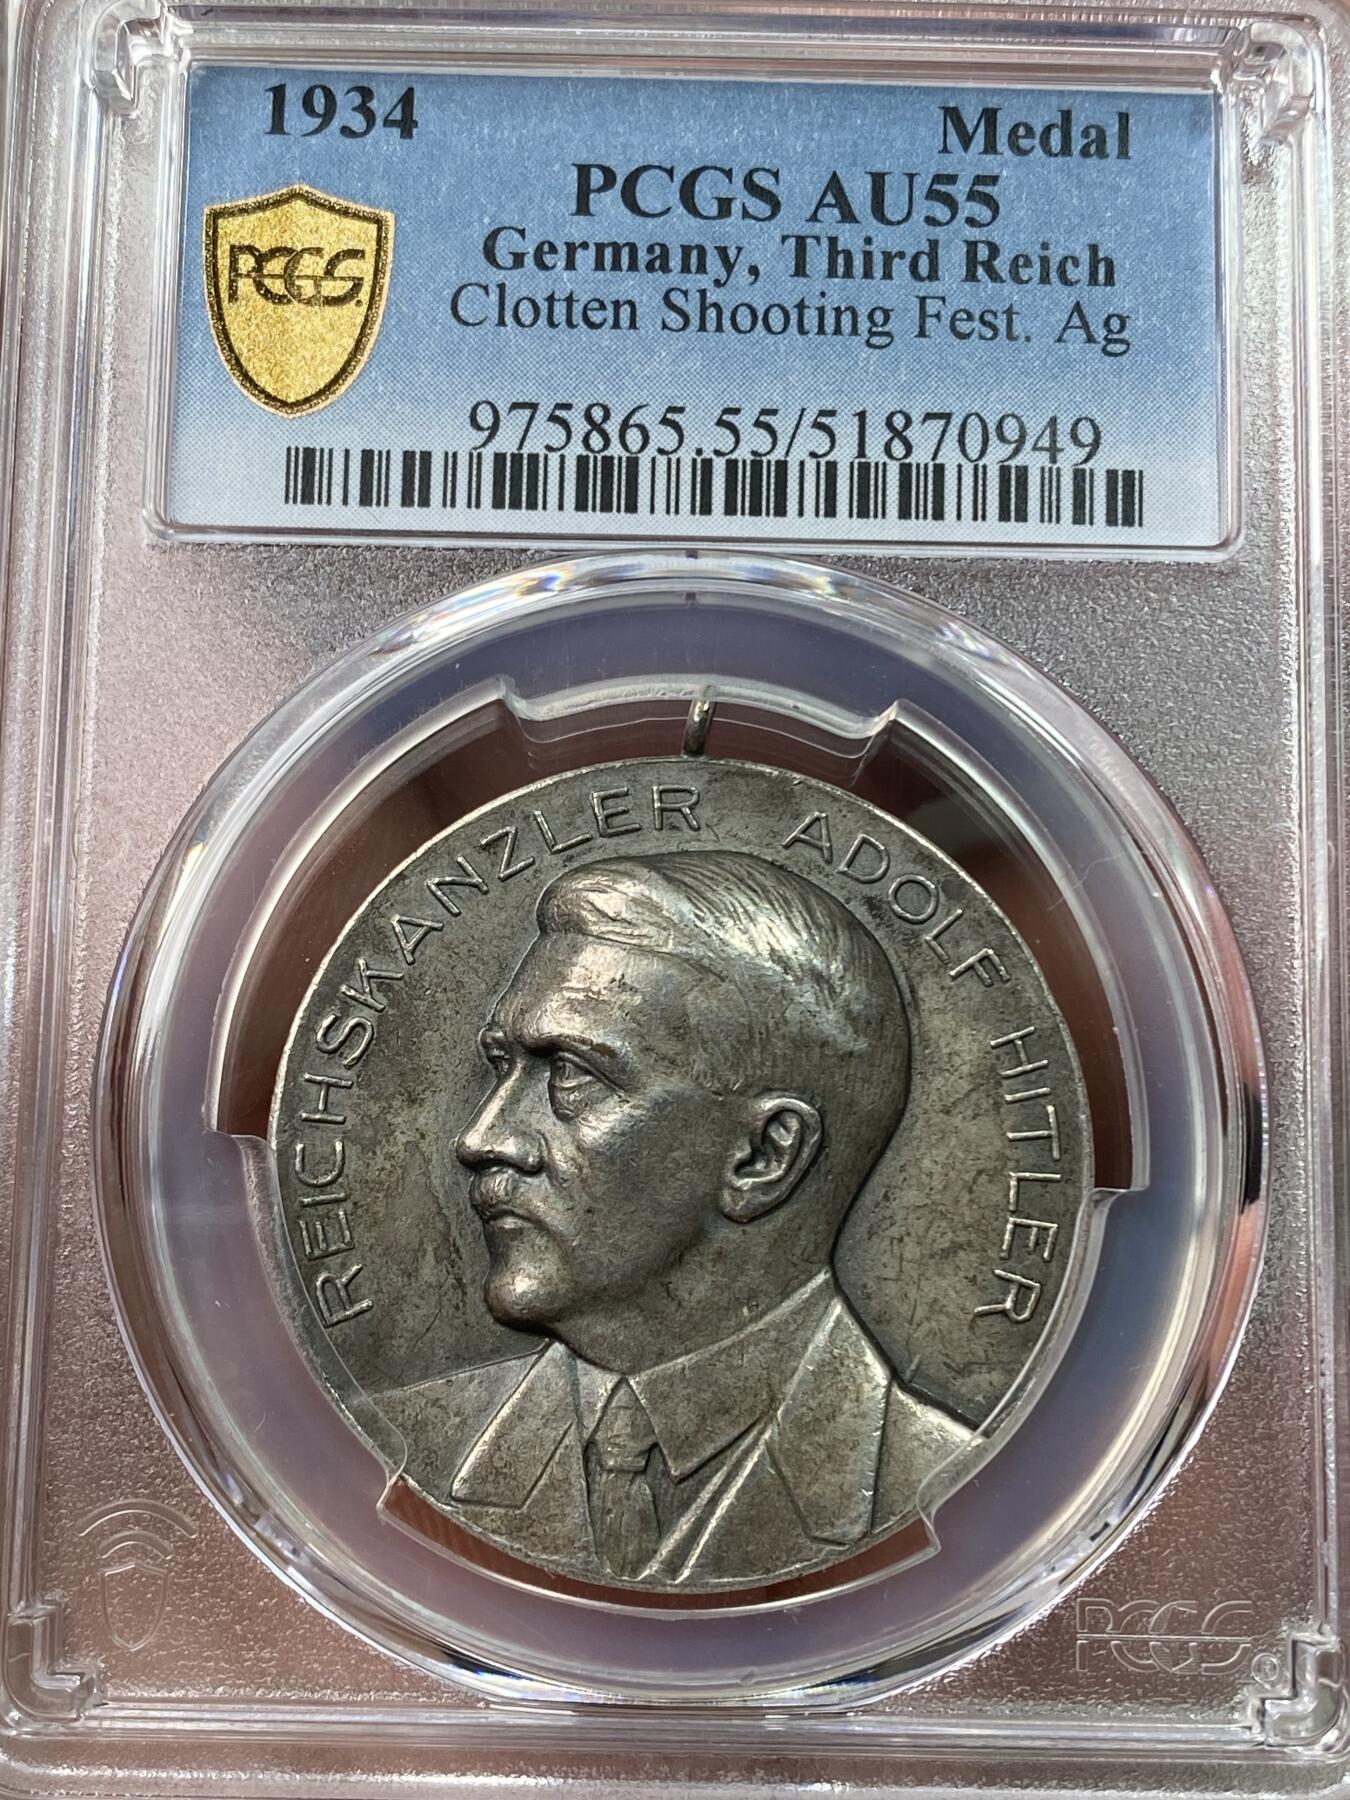 1934
Medal
PCGS AU55
Germany, Third Reich
Clotten Shooting Fest. Ag
975865.55/51870949
PCGS
REICHSKANZLER ADOLF HITLER
PCGS